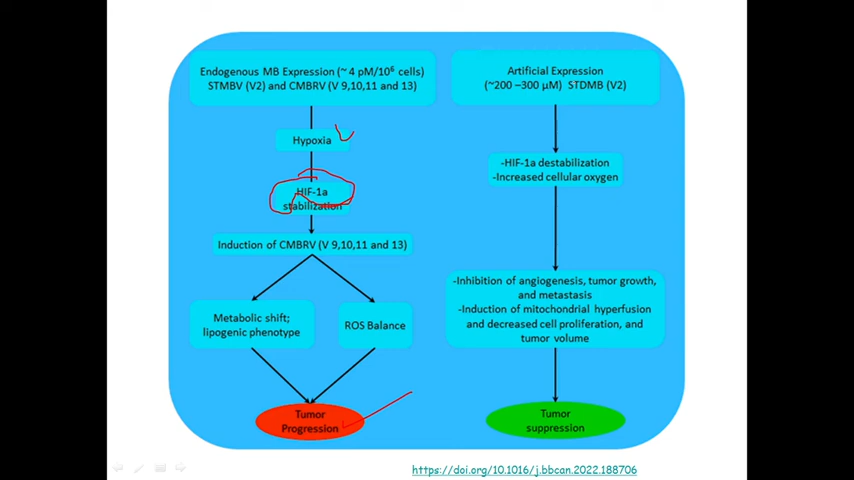 Endogenous MB Expression (~ 4 pM/10⁶ cells)
STMBV (V2) and CMBRV (V 9,10,11 and 13)
Hypoxia
HIF-1a
stabilization
Induction of CMBRV (V 9,10,11 and 13)
Metabolic shift;
lipogenic phenotype
ROS Balance
Tumor
Progression
Artificial Expression
(~200 –300 µM) STDMB (V2)
-HIF-1a destabilization
-Increased cellular oxygen
-Inhibition of angiogenesis, tumor growth,
and metastasis
-Induction of mitochondrial hyperfusion
and decreased cell proliferation, and
tumor volume
Tumor
suppression
https://doi.org/10.1016/j.bbcan.2022.188706